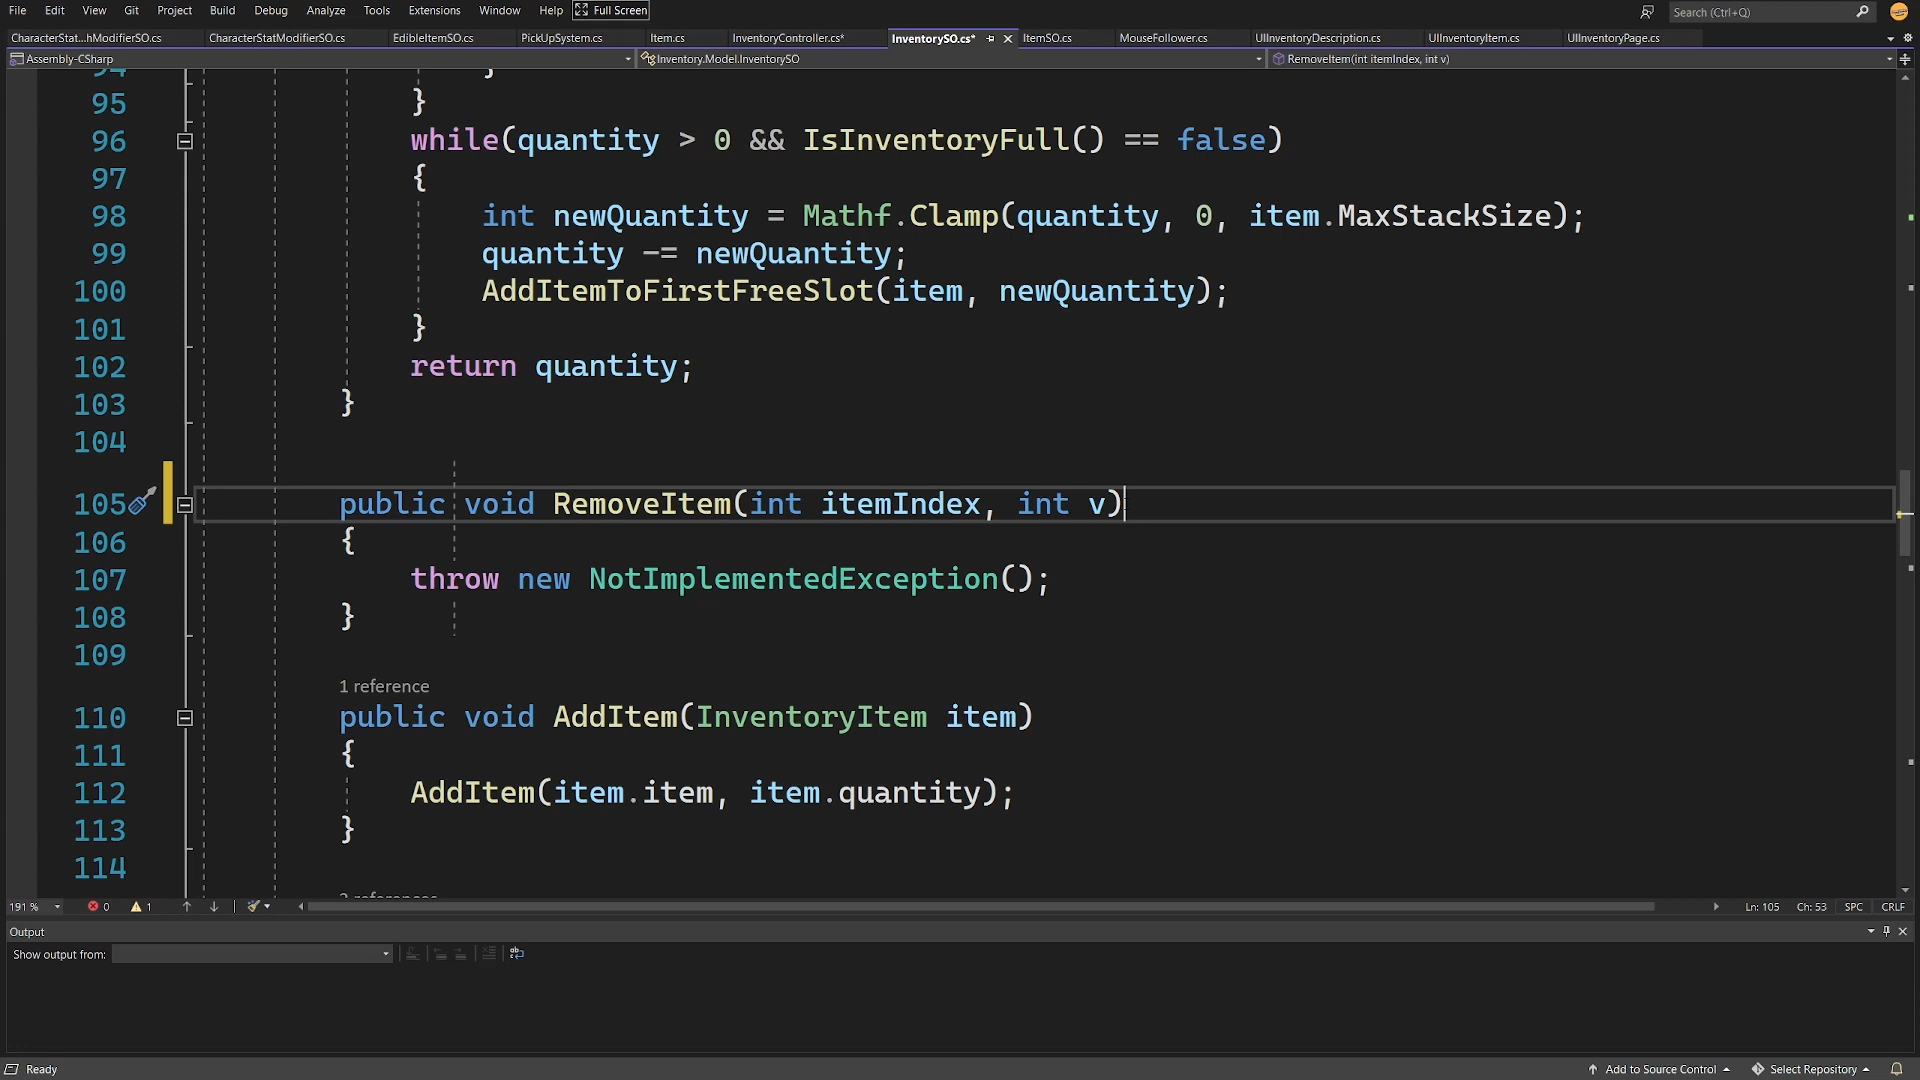 File Edit View Git Project Build Debug Analyze Tools Extensions Window Help Full Screen Search (Ctrl+Q)
CharacterStat...hModifierSO.cs CharacterStatModifierSO.cs EdibleItemSO.cs PickUpSystem.cs Item.cs InventoryController.cs* InventorySO.cs* ItemSO.cs MouseFollower.cs UIInventoryDescription.cs UIInventoryItem.cs UIInventoryPage.cs
Assembly-CSharp Inventory.Model.InventorySO RemoveItem(int itemIndex, int v)
94 }
95 }
96 while(quantity > 0 && IsInventoryFull() == false)
97 {
98 int newQuantity = Mathf.Clamp(quantity, 0, item.MaxStackSize);
99 quantity -= newQuantity;
100 AddItemToFirstFreeSlot(item, newQuantity);
101 }
102 return quantity;
103 }
104
105 public void RemoveItem(int itemIndex, int v)
106 {
107 throw new NotImplementedException();
108 }
109
1 reference
110 public void AddItem(InventoryItem item)
111 {
112 AddItem(item.item, item.quantity);
113 }
114
191 % 0 1 Ln: 105 Ch: 53 SPC CRLF
Output
Show output from:
Ready Add to Source Control Select Repository